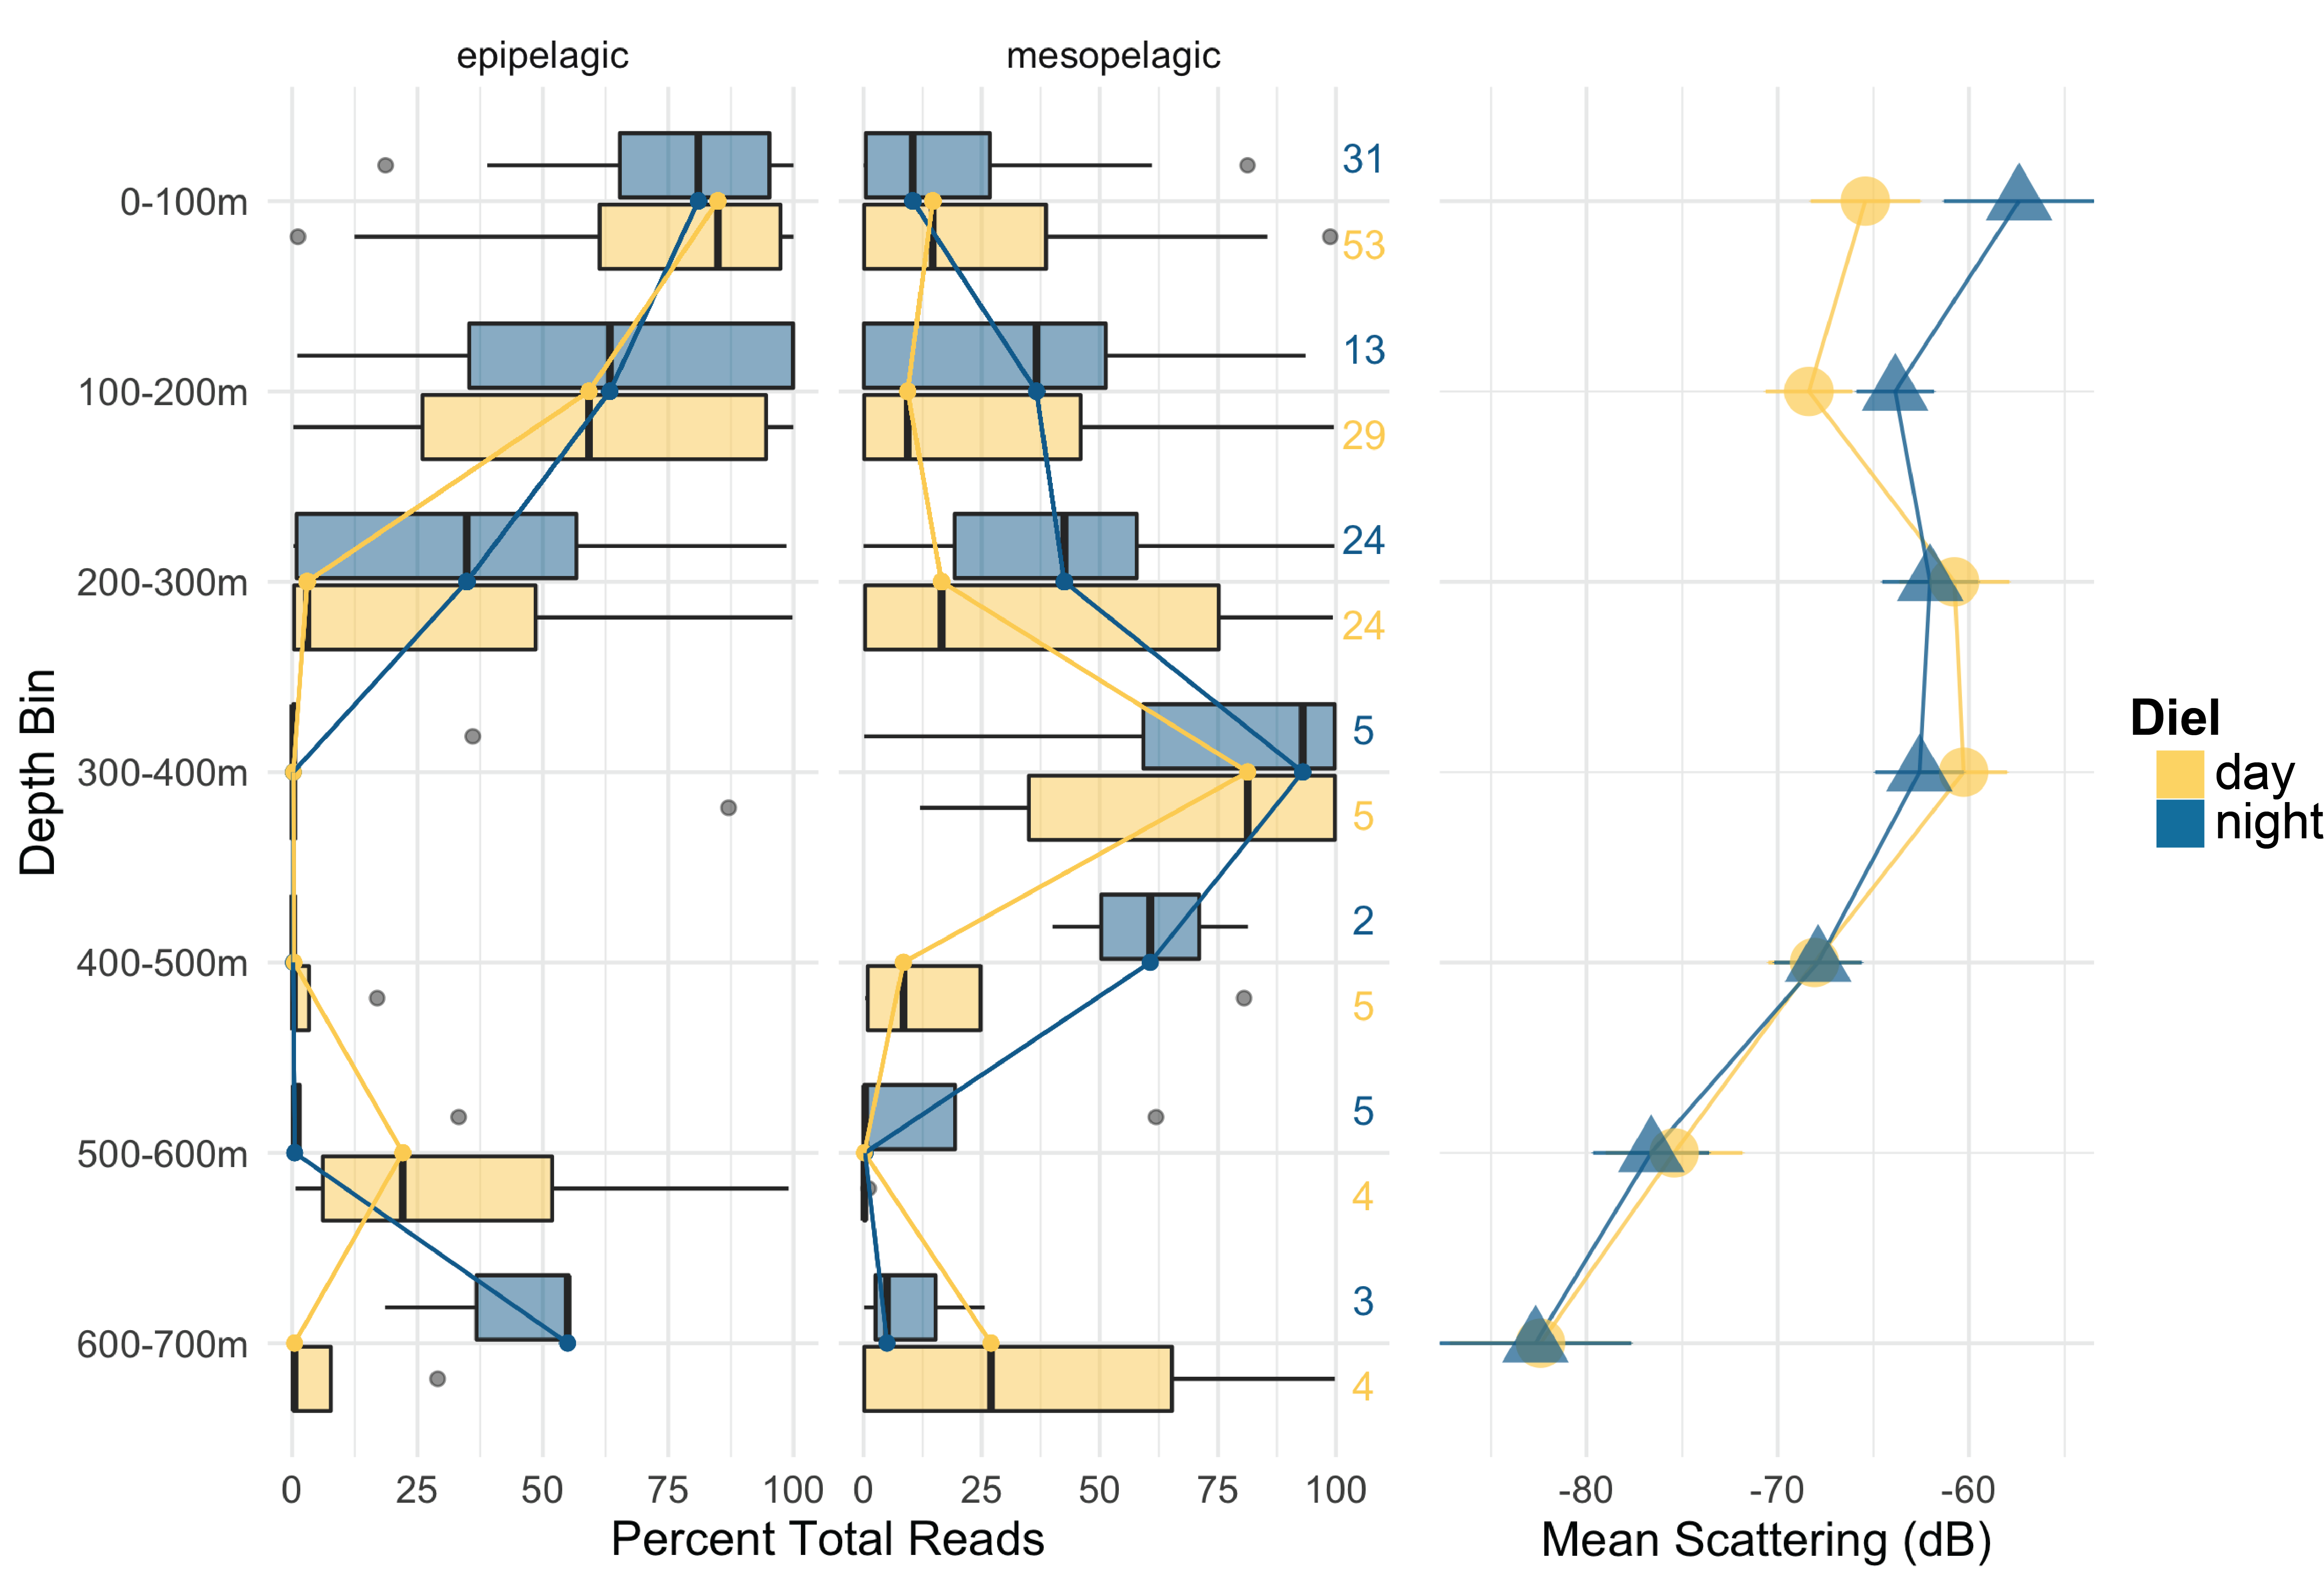 epipelagic
mesopelagic
Depth Bin
0-100m
31
53
100-200m
13
29
200-300m
24
24
300-400m
5
5
400-500m
2
5
500-600m
5
4
600-700m
3
4
0 25 50 75 100
0 25 50 75 100
-80 -70 -60
Percent Total Reads
Mean Scattering (dB)
Diel
day
night